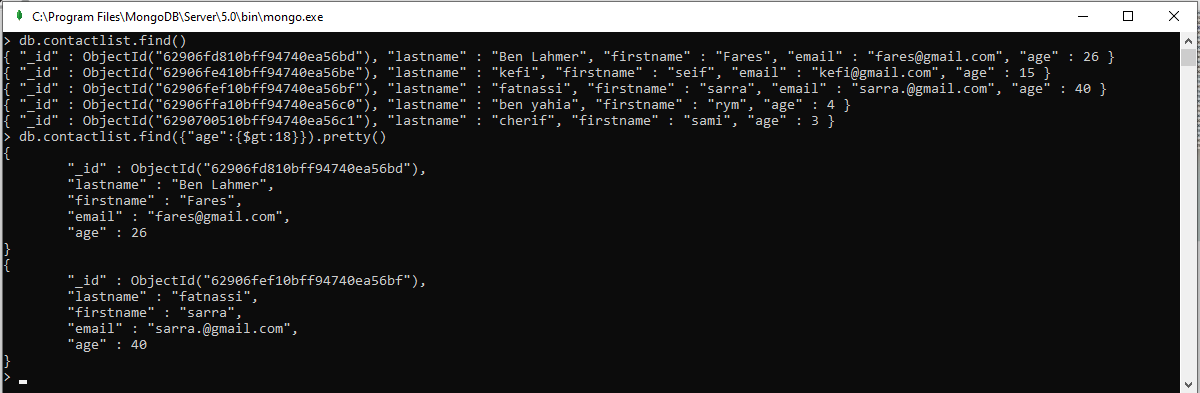 C:\Program Files\MongoDB\Server\5.0\bin\mongo.exe
> db.contactlist.find()
{ "_id" : ObjectId("62906fd810bff94740ea56bd"), "lastname" : "Ben Lahmer", "firstname" : "Fares", "email" : "fares@gmail.com", "age" : 26 }
{ "_id" : ObjectId("62906fe410bff94740ea56be"), "lastname" : "kefi", "firstname" : "seif", "email" : "kefi@gmail.com", "age" : 15 }
{ "_id" : ObjectId("62906fef10bff94740ea56bf"), "lastname" : "fatnassi", "firstname" : "sarra", "email" : "sarra.@gmail.com", "age" : 40 }
{ "_id" : ObjectId("62906ffa10bff94740ea56c0"), "lastname" : "ben yahia", "firstname" : "rym", "age" : 4 }
{ "_id" : ObjectId("6290700510bff94740ea56c1"), "lastname" : "cherif", "firstname" : "sami", "age" : 3 }
> db.contactlist.find({"age":{$gt:18}}).pretty()
{
        "_id" : ObjectId("62906fd810bff94740ea56bd"),
        "lastname" : "Ben Lahmer",
        "firstname" : "Fares",
        "email" : "fares@gmail.com",
        "age" : 26
}
{
        "_id" : ObjectId("62906fef10bff94740ea56bf"),
        "lastname" : "fatnassi",
        "firstname" : "sarra",
        "email" : "sarra.@gmail.com",
        "age" : 40
}
>